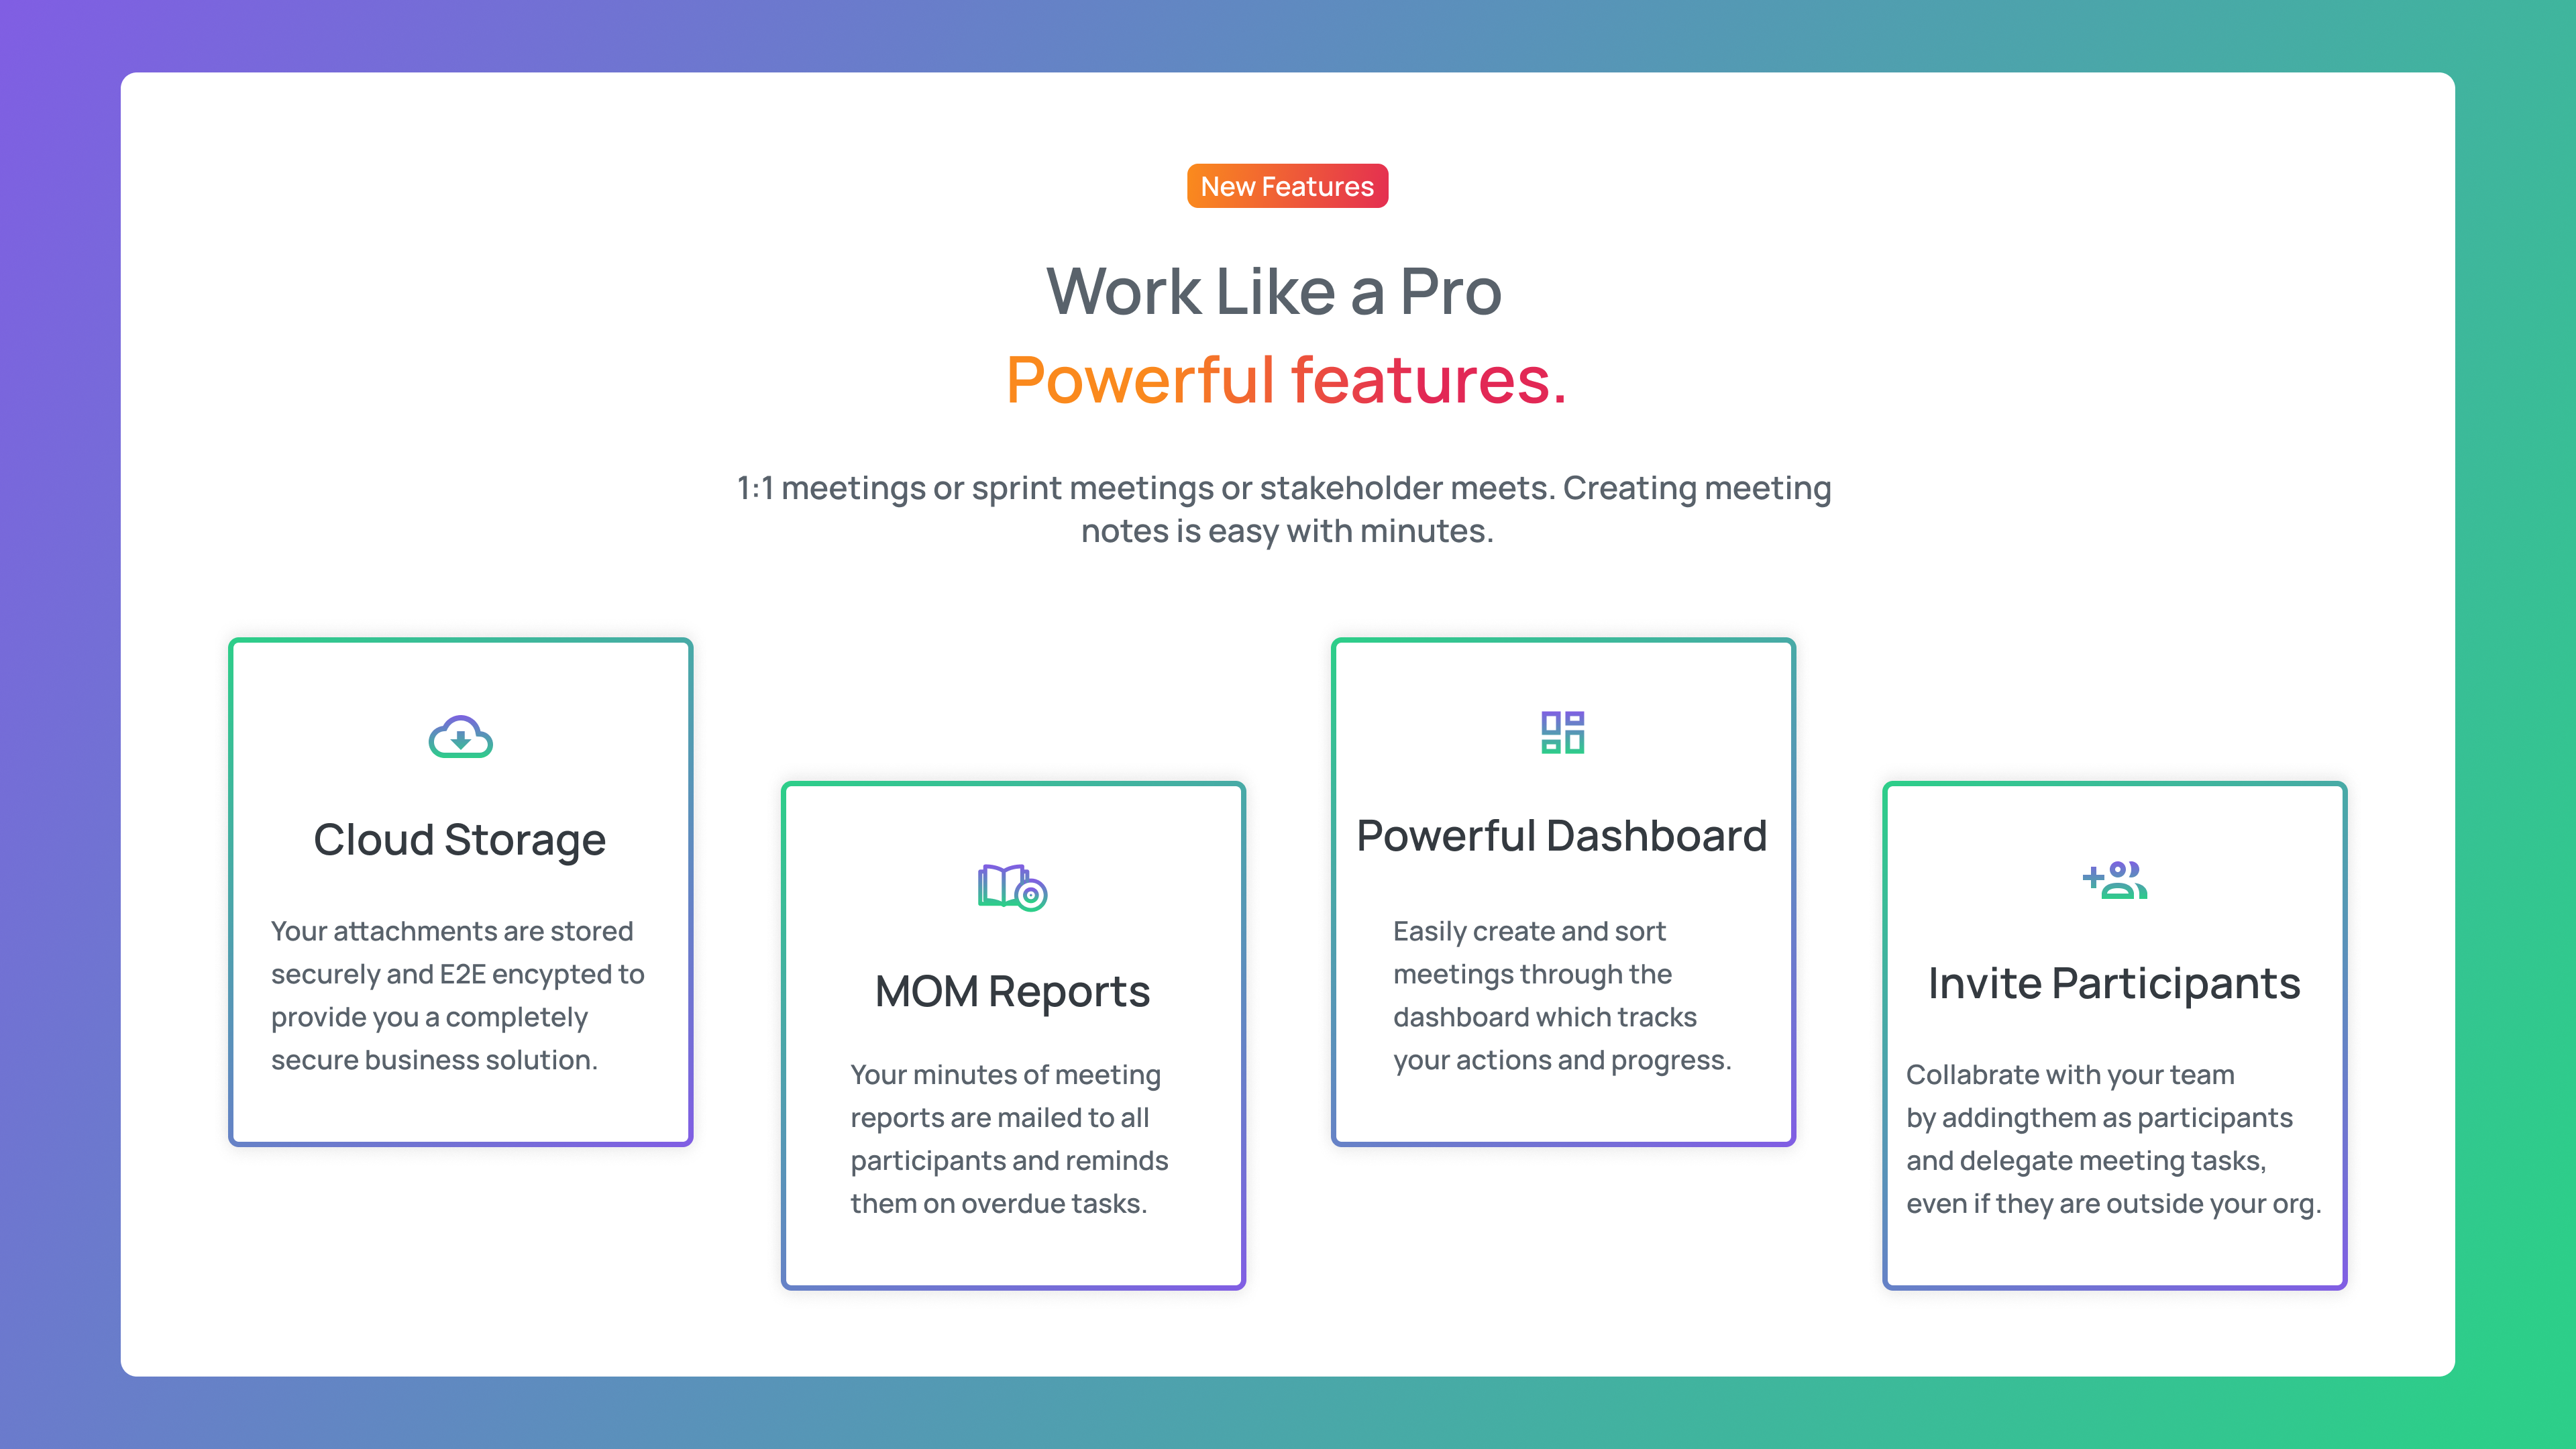 New Features
Work Like a Pro
Powerful features.
1:1 meetings or sprint meetings or stakeholder meets. Creating meeting
notes is easy with minutes.
Cloud Storage
Your attachments are stored
securely and E2E encypted to
provide you a completely
secure business solution.
MOM Reports
Your minutes of meeting
reports are mailed to all
participants and reminds
them on overdue tasks.
Powerful Dashboard
Easily create and sort
meetings through the
dashboard which tracks
your actions and progress.
Invite Participants
Collabrate with your team
by addingthem as participants
and delegate meeting tasks,
even if they are outside your org.